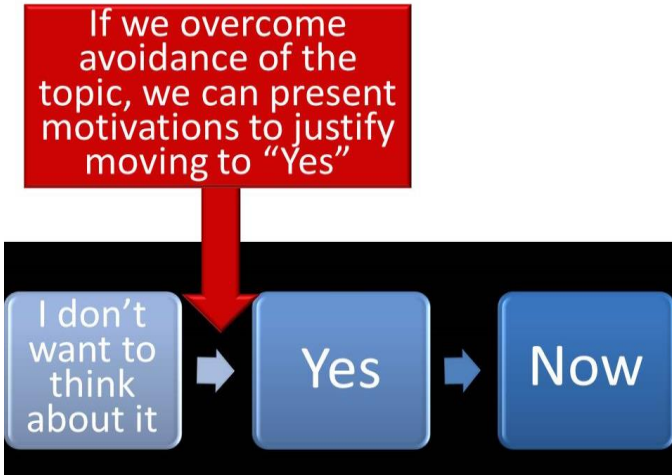 If we overcome
avoidance of the
topic, we can present
motivations to justify
moving to “Yes”
I don’t
want to
think
about it
Yes
Now